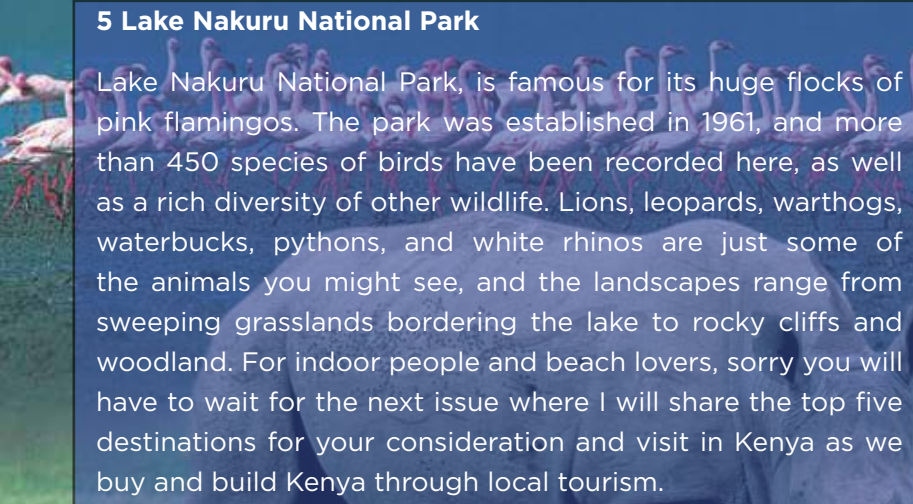 5 Lake Nakuru National Park
Lake Nakuru National Park, is famous for its huge flocks of
pink flamingos. The park was established in 1961, and more
than 450 species of birds have been recorded here, as well
as a rich diversity of other wildlife. Lions, leopards, warthogs,
waterbucks, pythons, and white rhinos are just some of
the animals you might see, and the landscapes range from
sweeping grasslands bordering the lake to rocky cliffs and
woodland. For indoor people and beach lovers, sorry you will
have to wait for the next issue where I will share the top five
destinations for your consideration and visit in Kenya as we
buy and build Kenya through local tourism.